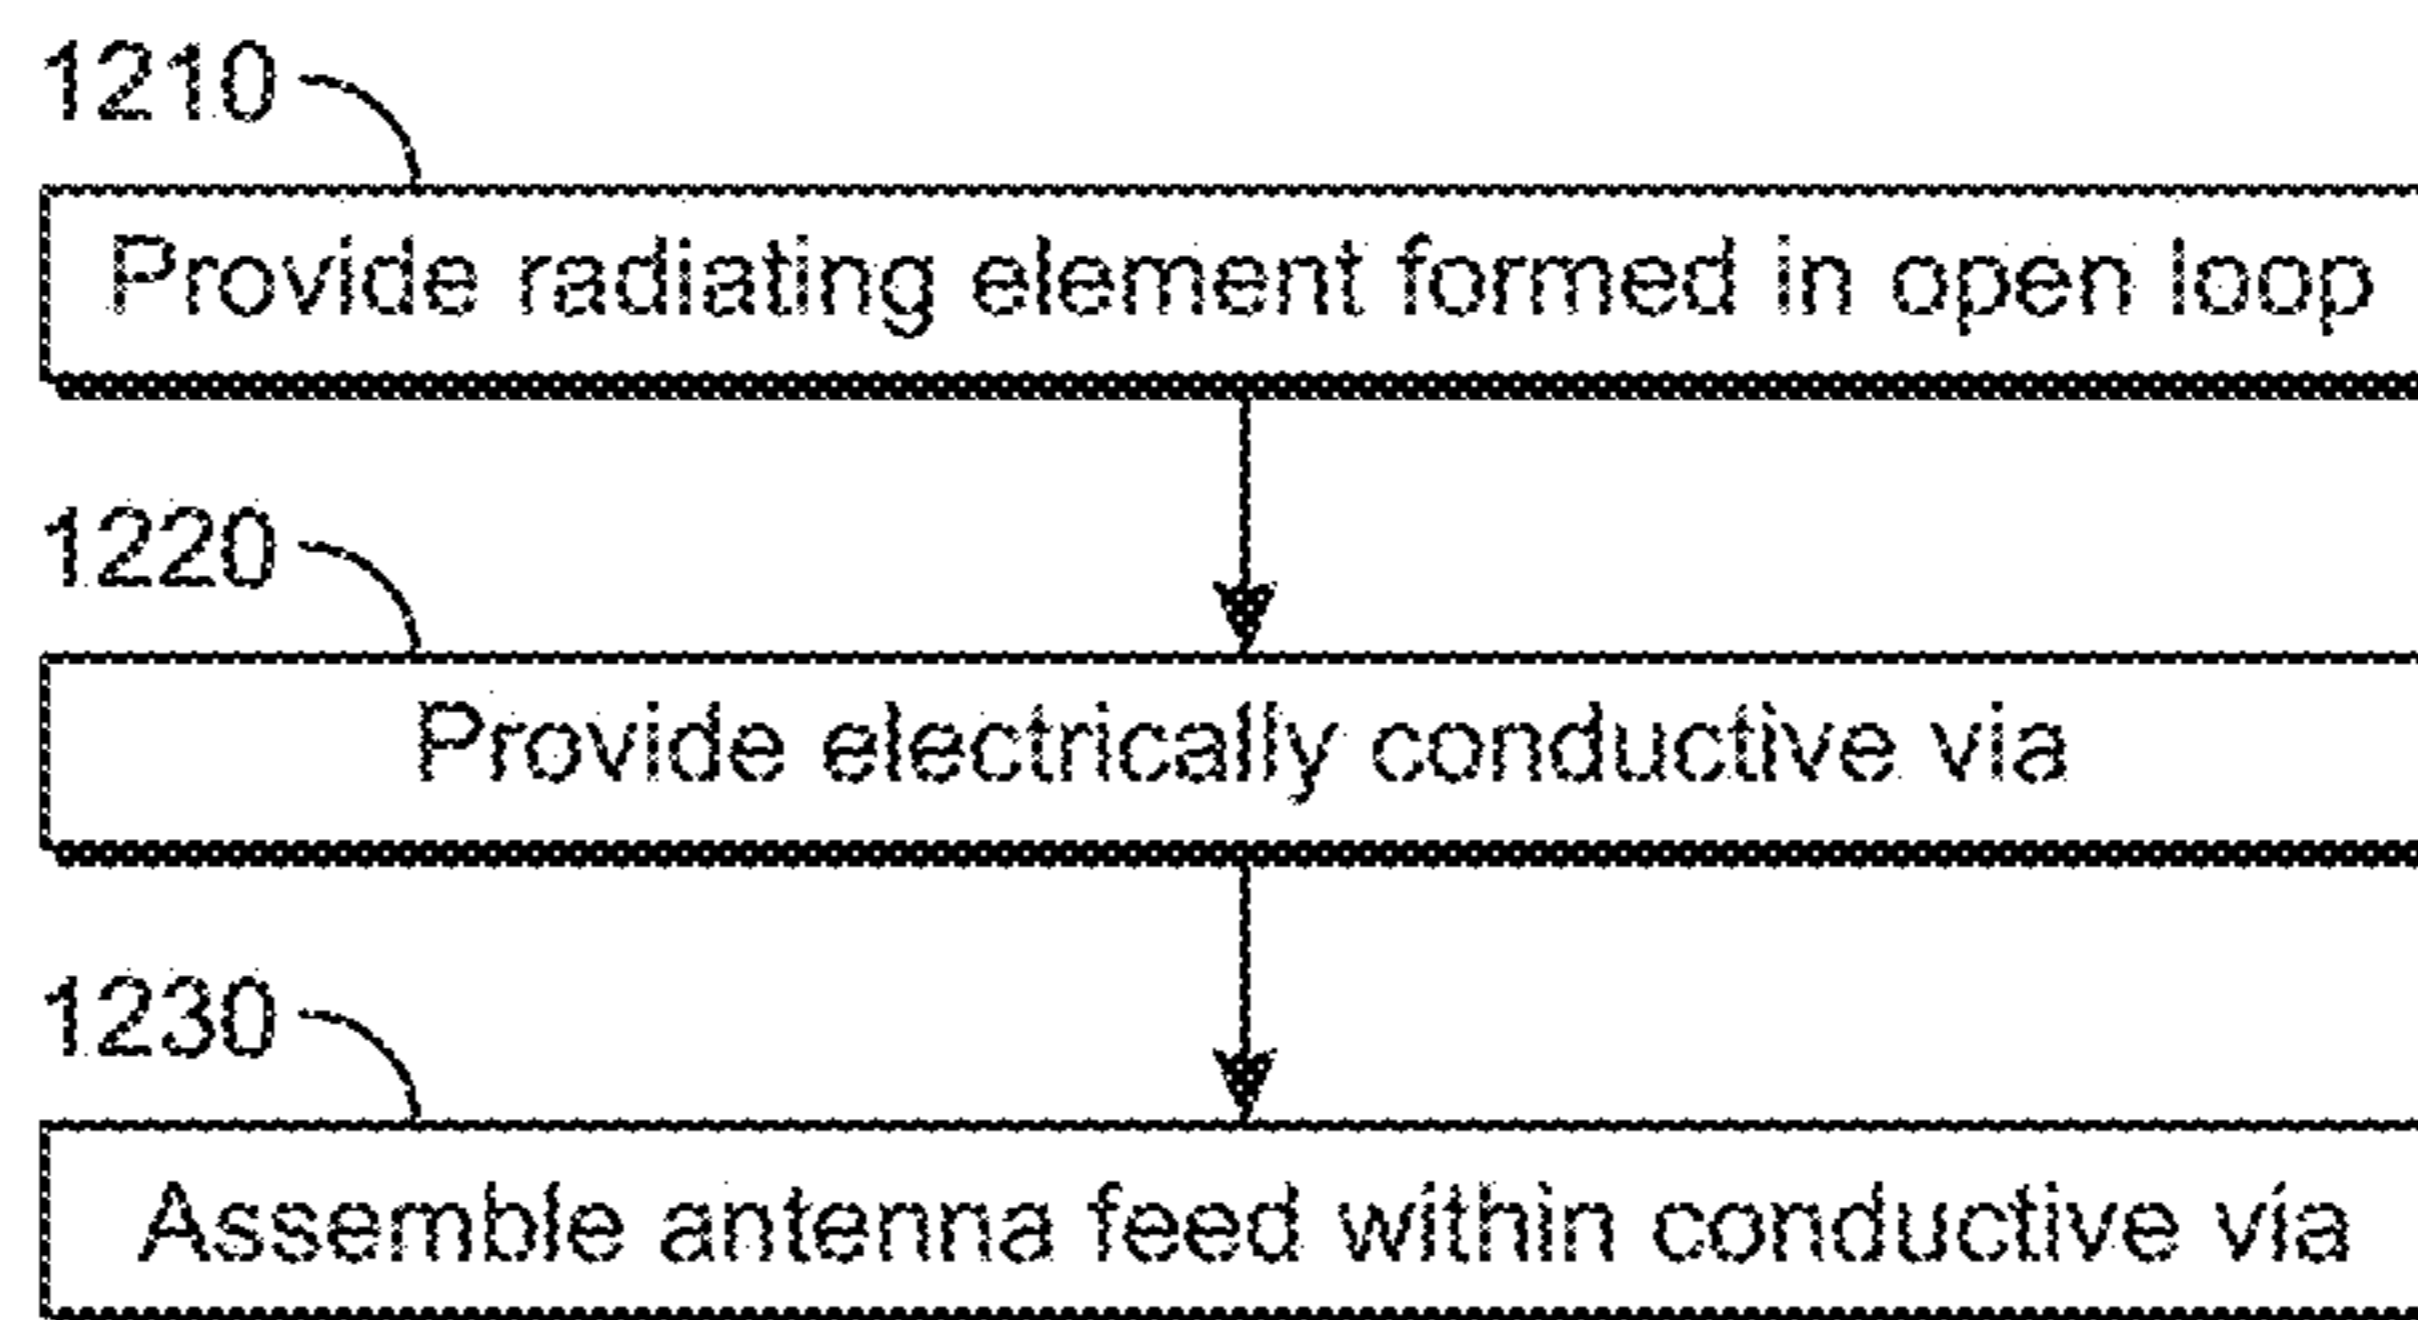 1210
Provide radiating element formed in open loop
1220
Provide electrically conductive via
1230
Assemble antenna feed within conductive via